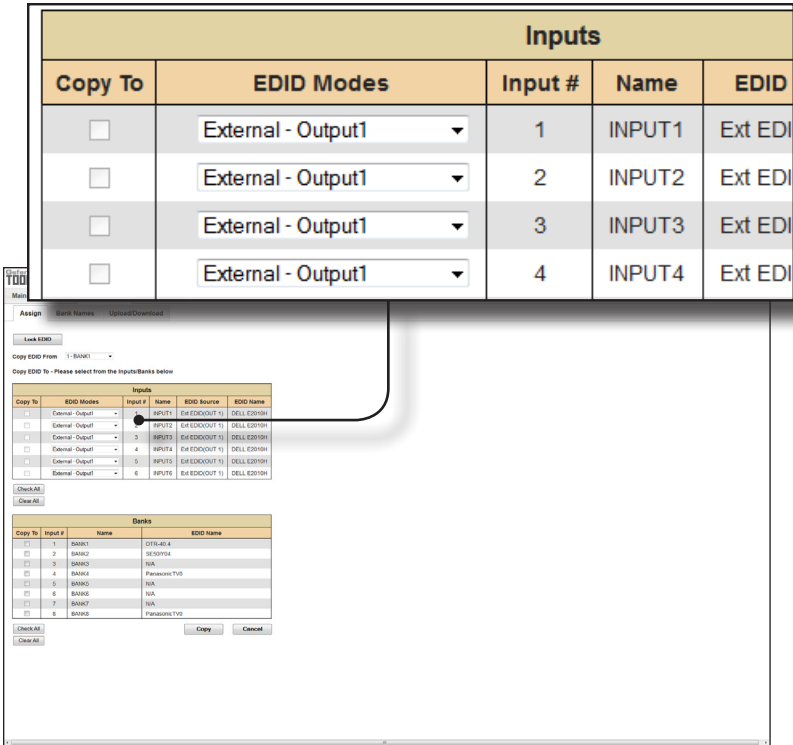 Inputs
Copy To EDID Modes Input # Name EDID
External - Output1 1 INPUT1 Ext EDI
External - Output1 2 INPUT2 Ext EDI
External - Output1 3 INPUT3 Ext EDI
External - Output1 4 INPUT4 Ext EDI
Main
Assign Bank Names Upload/Download
Lock EDID
Copy EDID From 1 - BANK1
Copy EDID To - Please select from the Inputs/Banks below
Inputs
Copy To EDID Modes Input # Name EDID Source EDID Name
External - Output1 1 INPUT1 Ext EDID(OUT 1) DELL E2010H
External - Output1 2 INPUT2 Ext EDID(OUT 1) DELL E2010H
External - Output1 3 INPUT3 Ext EDID(OUT 1) DELL E2010H
External - Output1 4 INPUT4 Ext EDID(OUT 1) DELL E2010H
External - Output1 5 INPUT5 Ext EDID(OUT 1) DELL E2010H
External - Output1 6 INPUT6 Ext EDID(OUT 1) DELL E2010H
Check All
Clear All
Banks
Copy To Input # Name EDID Name
1 BANK1 DTR-40.4
2 BANK2
3 BANK3 N/A
4 BANK4 PanasonicTV0
5 BANK5 N/A
6 BANK6 N/A
7 BANK7 N/A
8 BANK8 PanasonicTV0
Check All Copy Cancel
Clear All